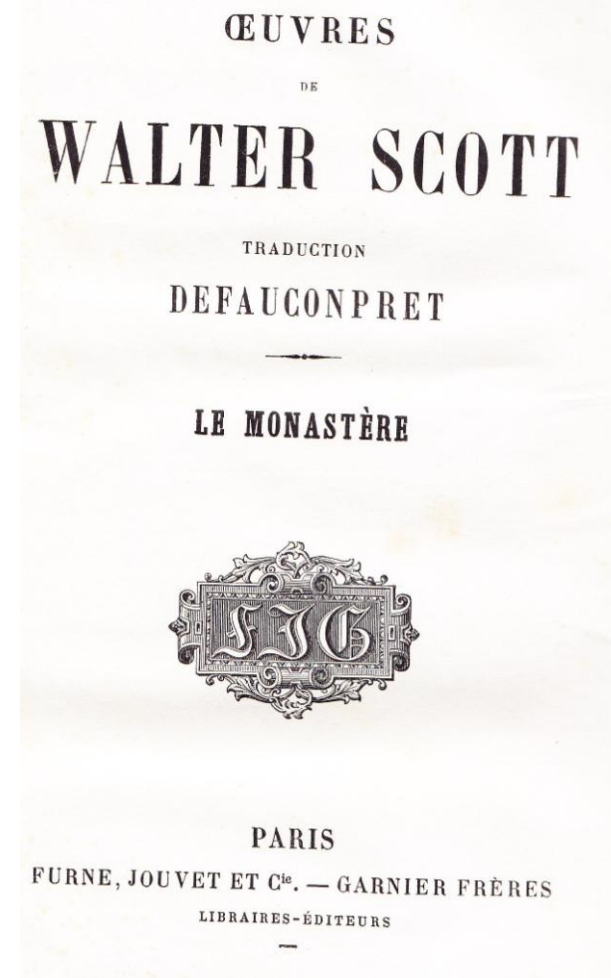 ŒUVRES
DE
WALTER SCOTT
TRADUCTION
DEFAUCONPRET
LE MONASTÈRE
FJG
PARIS
FURNE, JOUVET ET Cie. — GARNIER FRÈRES
LIBRAIRES-ÉDITEURS